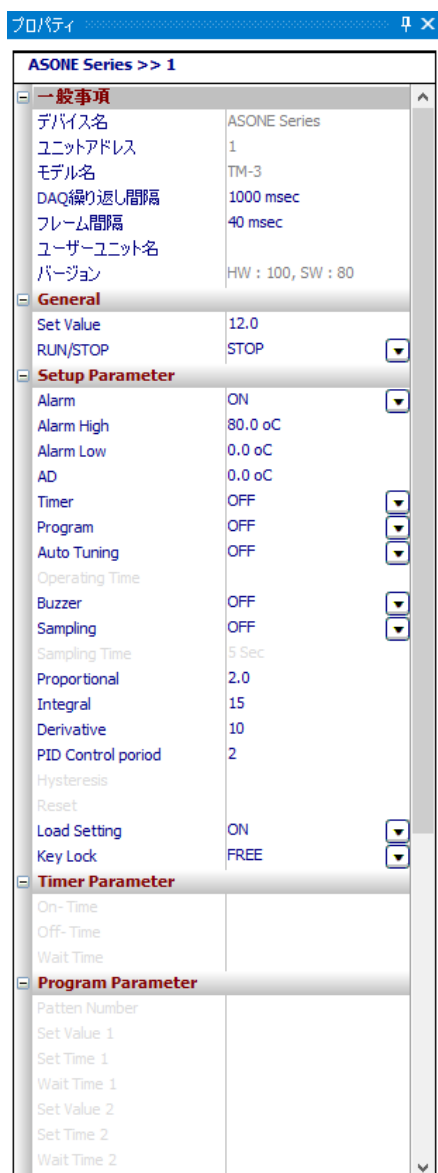 プロパティ
ASONE Series >> 1
一般事項
デバイス名 ASONE Series
ユニットアドレス 1
モデル名 TM-3
DAQ繰り返し間隔 1000 msec
フレーム間隔 40 msec
ユーザーユニット名
バージョン HW : 100, SW : 80
General
Set Value 12.0
RUN/STOP STOP
Setup Parameter
Alarm ON
Alarm High 80.0 oC
Alarm Low 0.0 oC
AD 0.0 oC
Timer OFF
Program OFF
Auto Tuning OFF
Operating Time
Buzzer OFF
Sampling OFF
Sampling Time 5 Sec
Proportional 2.0
Integral 15
Derivative 10
PID Control poriod 2
Hysteresis
Reset
Load Setting ON
Key Lock FREE
Timer Parameter
On-Time
Off-Time
Wait Time
Program Parameter
Patten Number
Set Value 1
Set Time 1
Wait Time 1
Set Value 2
Set Time 2
Wait Time 2